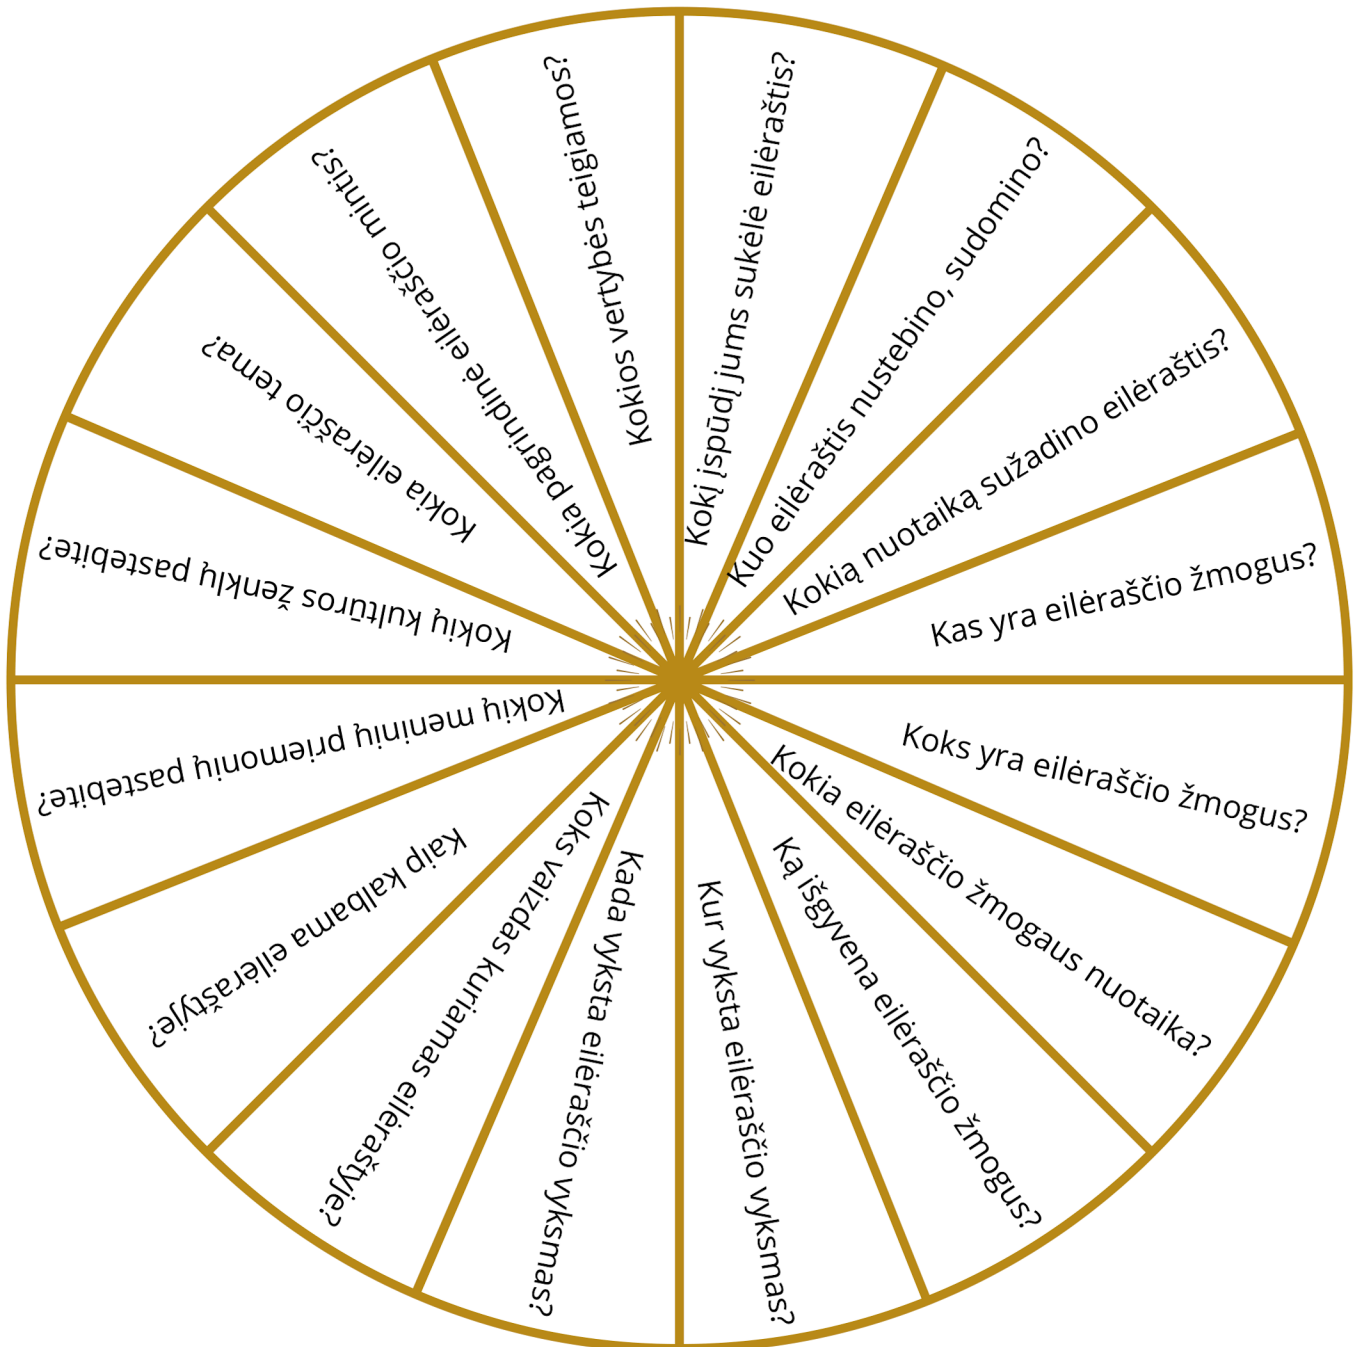 Kokį įspūdį jums sukėlė eilėraštis?
Kuo eilėraštis nustebino, sudomino?
Kokią nuotaiką sužadino eilėraštis?
Kas yra eilėraščio žmogus?
Koks yra eilėraščio žmogus?
Kokia eilėraščio žmogaus nuotaika?
Ką išgyvena eilėraščio žmogus?
Kur vyksta eilėraščio vyksmas?
Kada vyksta eilėraščio vyksmas?
Koks vaizdas kuriamas eilėraštyje?
Kaip kalbama eilėraštyje?
Kokių meninių priemonių pastebite?
Kokių kultūros ženklų pastebite?
Kokia eilėraščio tema?
Kokia pagrindinė eilėraščio mintis?
Kokios vertybės teigiamos?